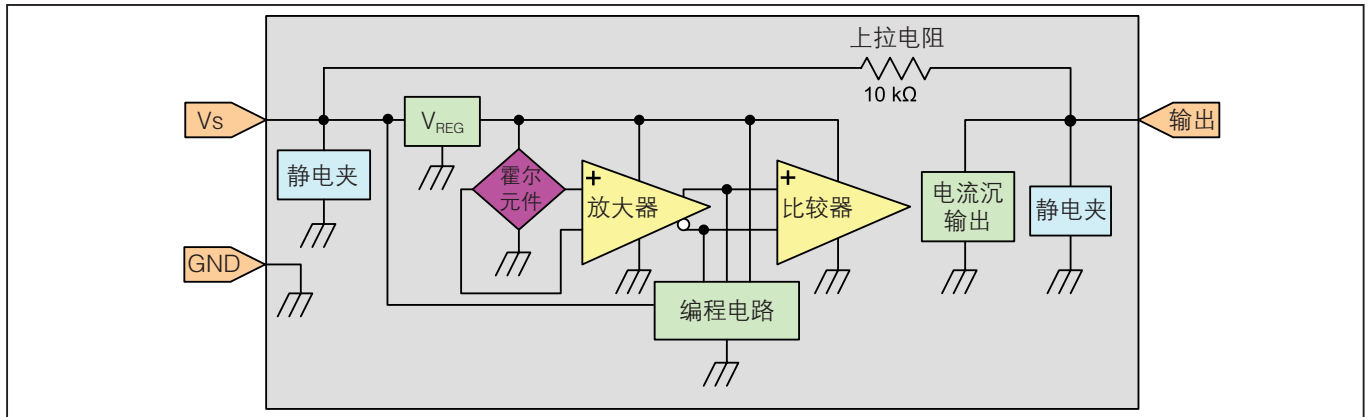 上拉电阻
10 kΩ
Vs
VREG
输出
静电夹
霍尔
元件
+
放大器
+
比较器
电流沉
输出
静电夹
GND
编程电路